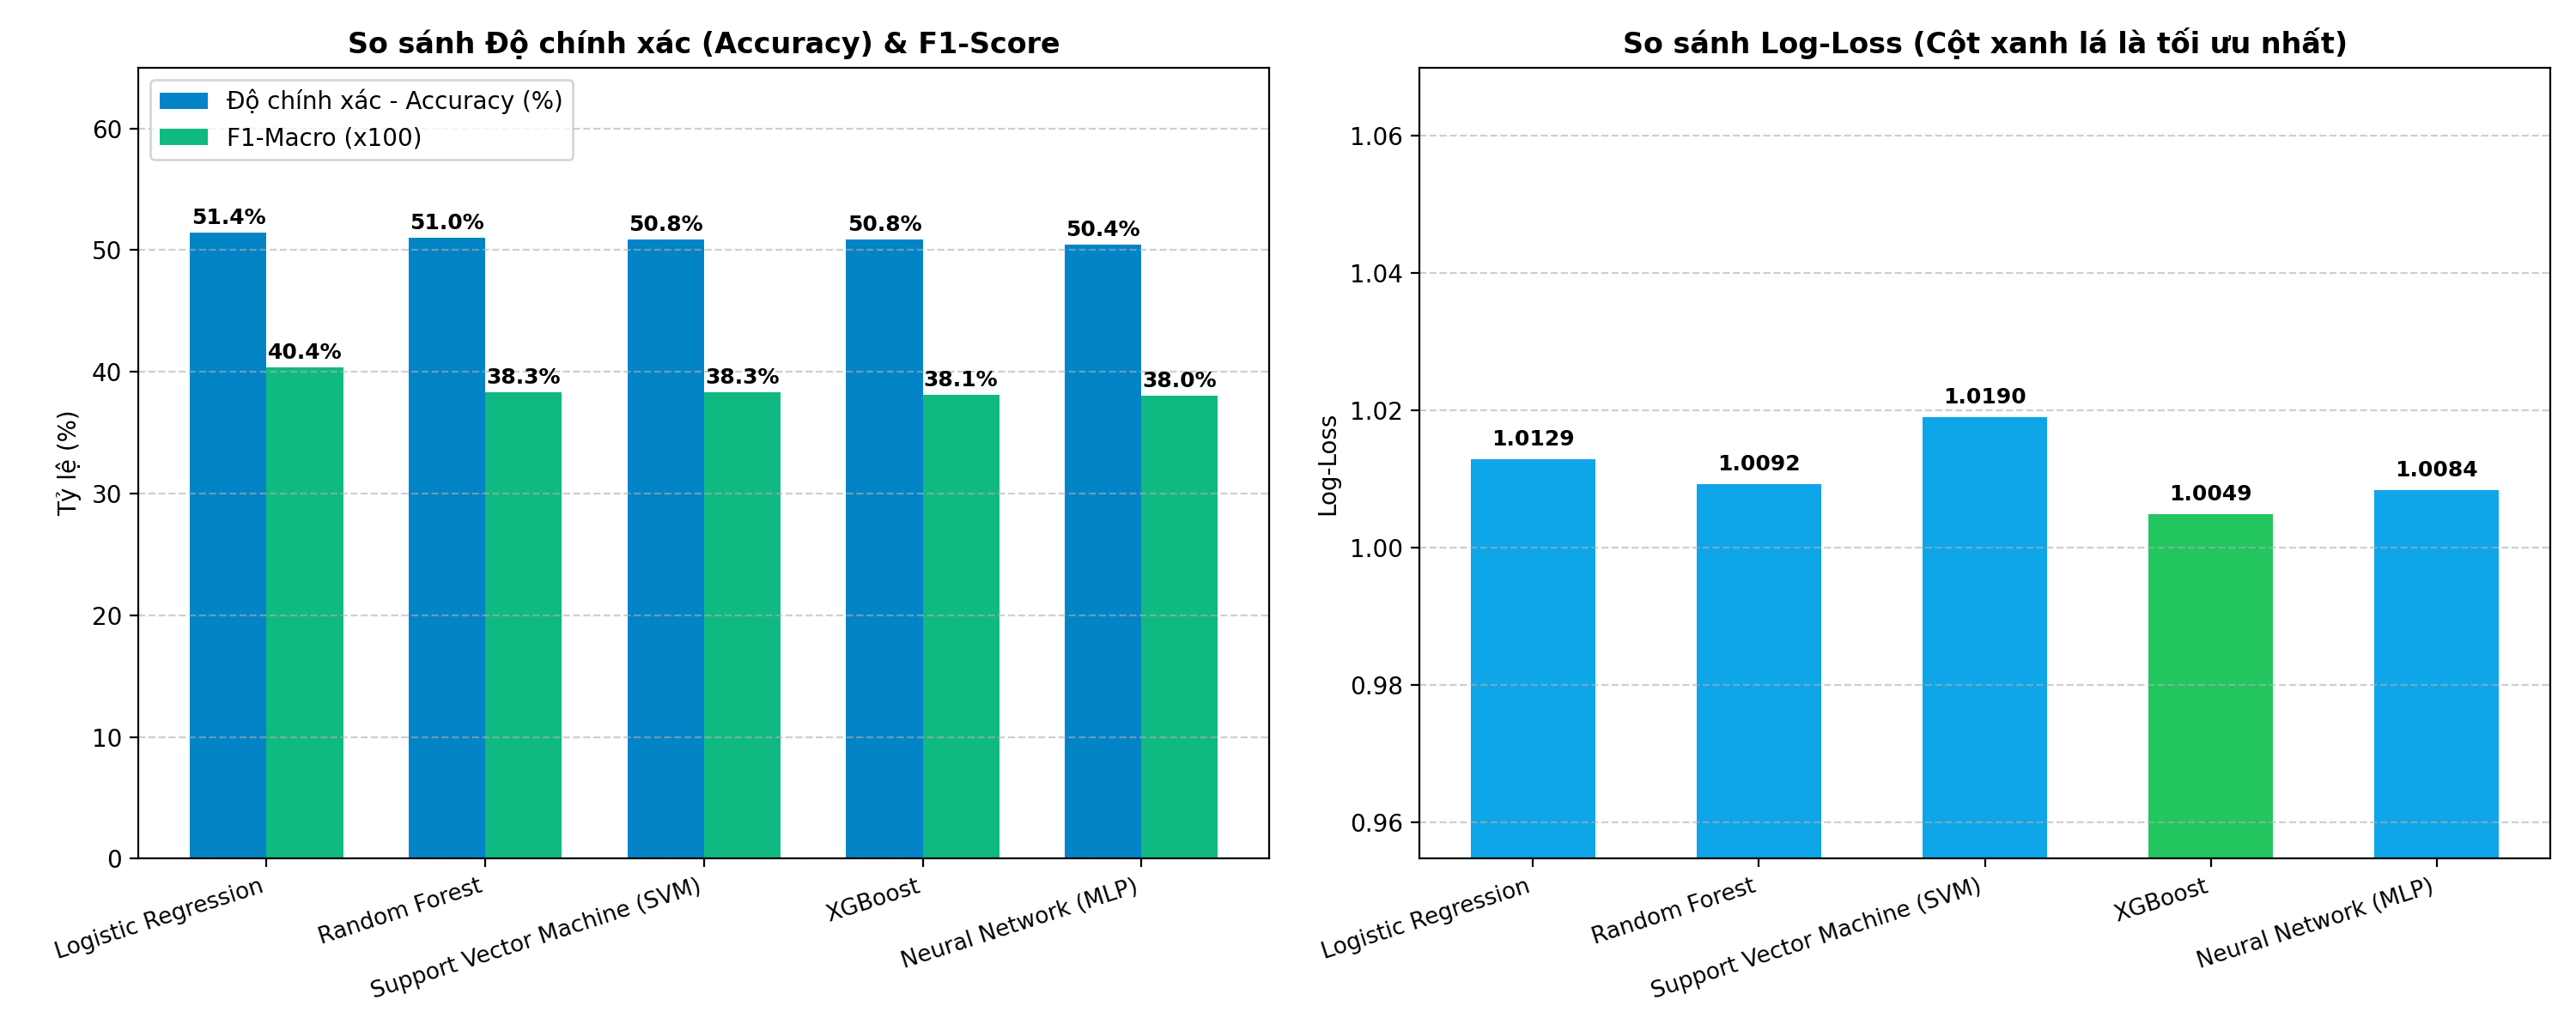 So sánh Độ chính xác (Accuracy) & F1-Score
Độ chính xác - Accuracy (%)
F1-Macro (x100)
Tỷ lệ (%)
60
50
40
30
20
10
0
51.4%
40.4%
51.0%
38.3%
50.8%
38.3%
50.8%
38.1%
50.4%
38.0%
Logistic Regression
Random Forest
Support Vector Machine (SVM)
XGBoost
Neural Network (MLP)
So sánh Log-Loss (Cột xanh lá là tối ưu nhất)
Log-Loss
1.06
1.04
1.02
1.00
0.98
0.96
1.0129
1.0092
1.0190
1.0049
1.0084
Logistic Regression
Random Forest
Support Vector Machine (SVM)
XGBoost
Neural Network (MLP)